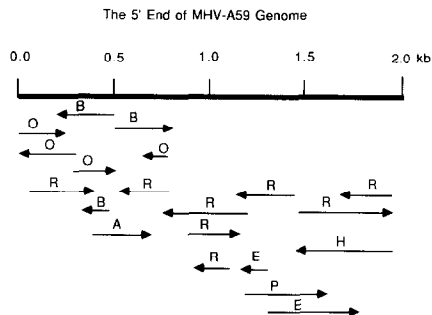 The 5' End of MHV-A59 Genome
0.0 0.5 1.0 1.5 2.0 kb
B
O B
O O
O
R R R R
B R R
A R
H
R E
P
E